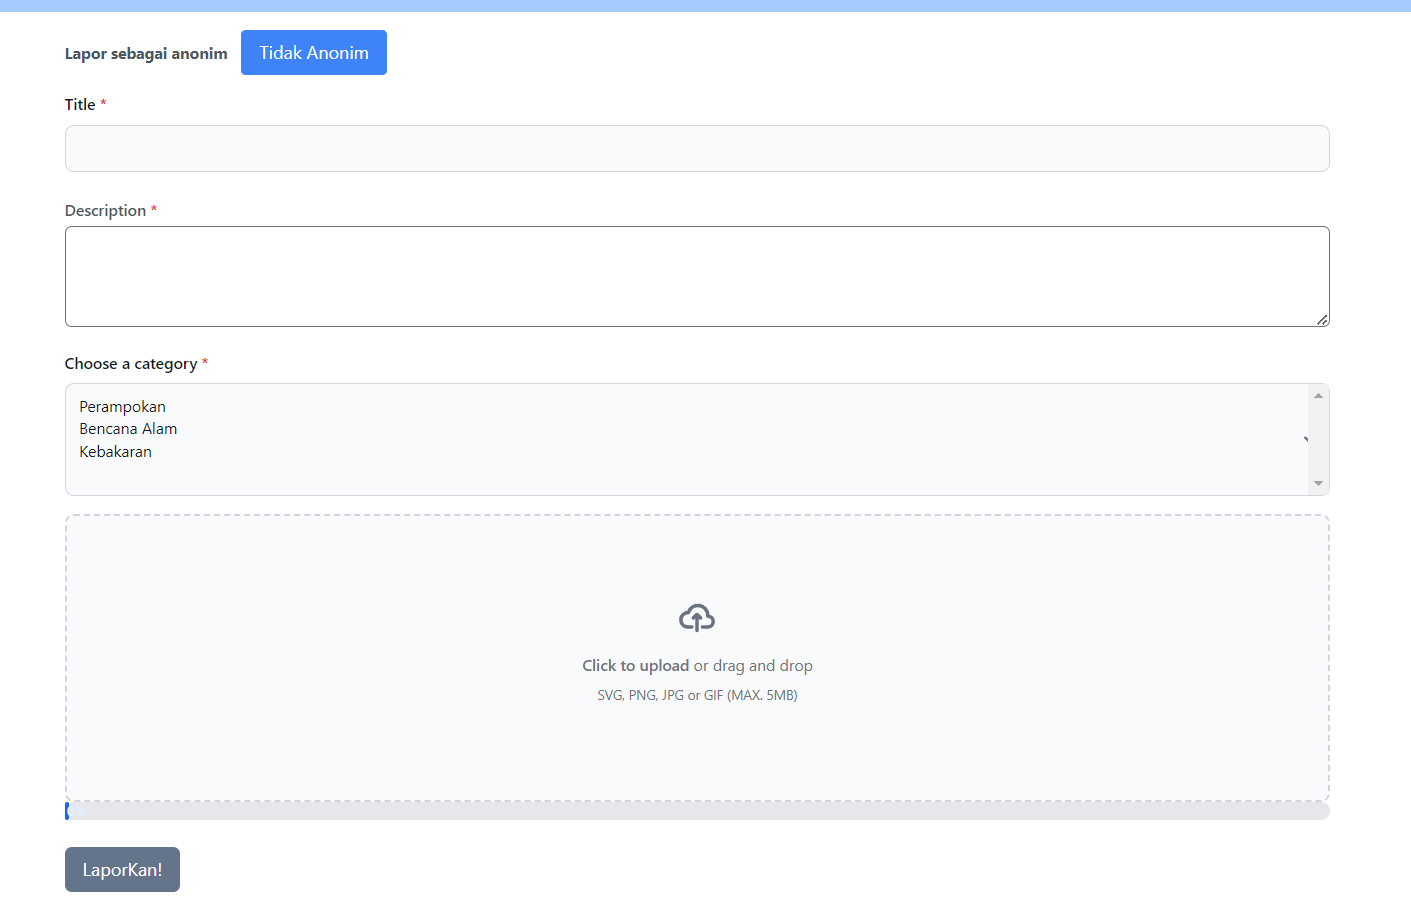 Lapor sebagai anonim Tidak Anonim
Title *
Description *
Choose a category *
Perampokan
Bencana Alam
Kebakaran
Click to upload or drag and drop
SVG, PNG, JPG or GIF (MAX. 5MB)
LaporKan!